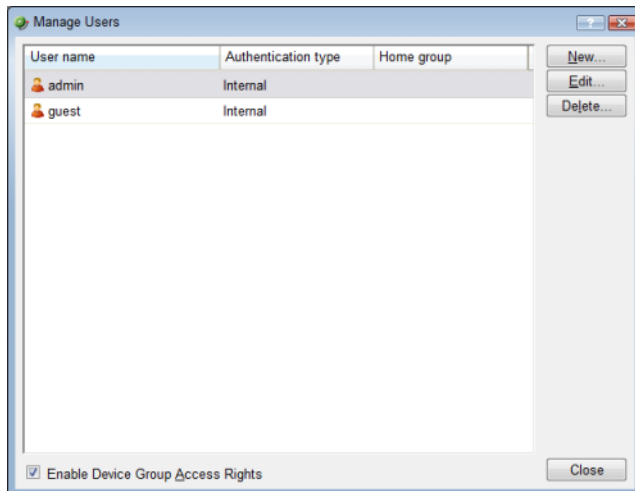 Manage Users
User name Authentication type Home group
admin Internal
guest Internal
New...
Edit...
Delete...
Enable Device Group Access Rights
Close